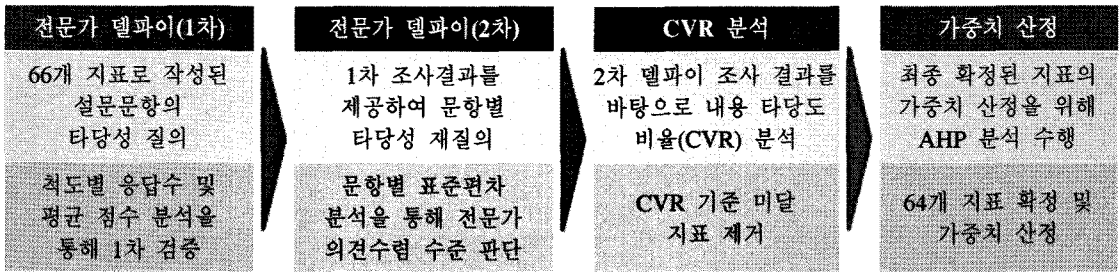 전문가 델파이(1차)
66개 지표로 작성된
설문문항의
타당성 질의
척도별 응답수 및
평균 점수 분석을
통해 1차 검증
전문가 델파이(2차)
1차 조사결과를
제공하여 문항별
타당성 재질의
문항별 표준편차
분석을 통해 전문가
의견수렴 수준 판단
CVR 분석
2차 델파이 조사 결과를
바탕으로 내용 타당도
비율(CVR) 분석
CVR 기준 미달
지표 제거
가중치 산정
최종 확정된 지표의
가중치 산정을 위해
AHP 분석 수행
64개 지표 확정 및
가중치 산정